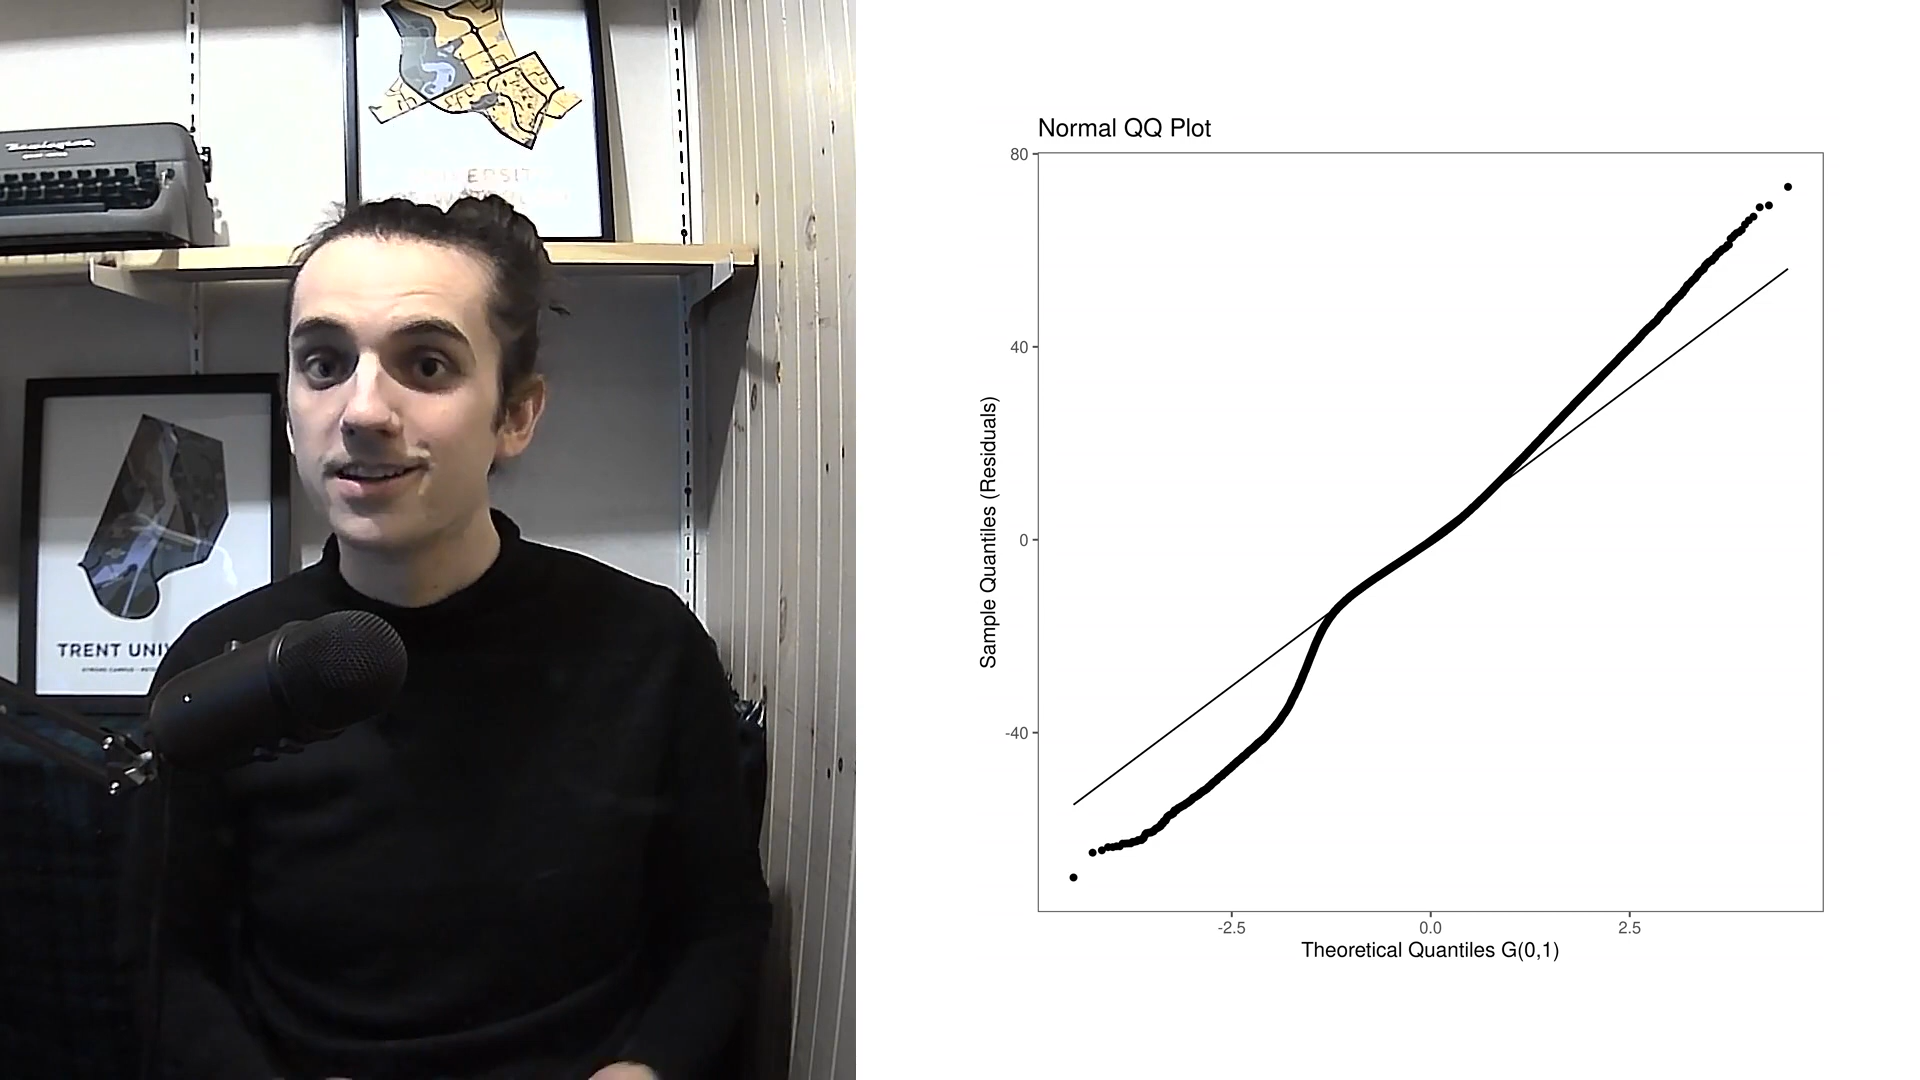 TRENT UNIV
Normal QQ Plot
80
40
0
-40
Sample Quantiles (Residuals)
-2.5
0.0
2.5
Theoretical Quantiles G(0,1)